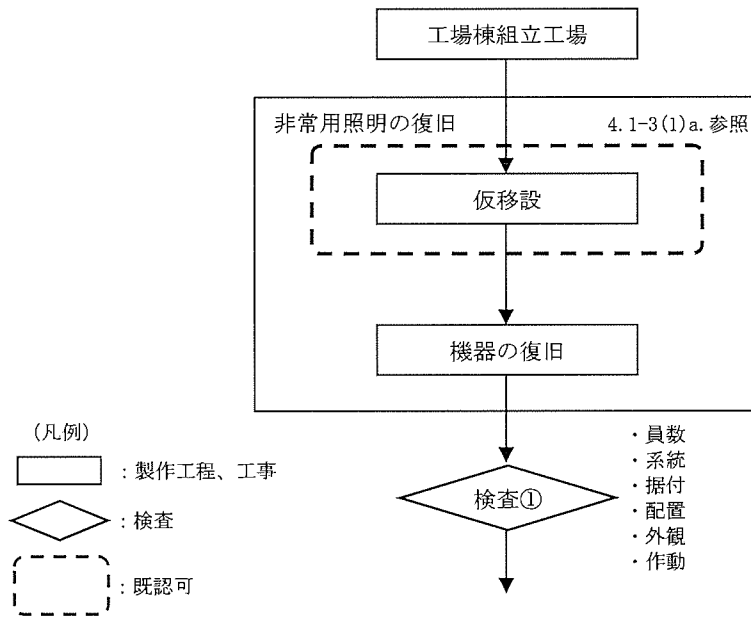 工場棟組立工場
非常用照明の復旧
4.1-3(1)a.参照
仮移設
機器の復旧
検査①
・員数
・系統
・据付
・配置
・外観
・作動
(凡例)
：製作工程、工事
：検査
：既認可